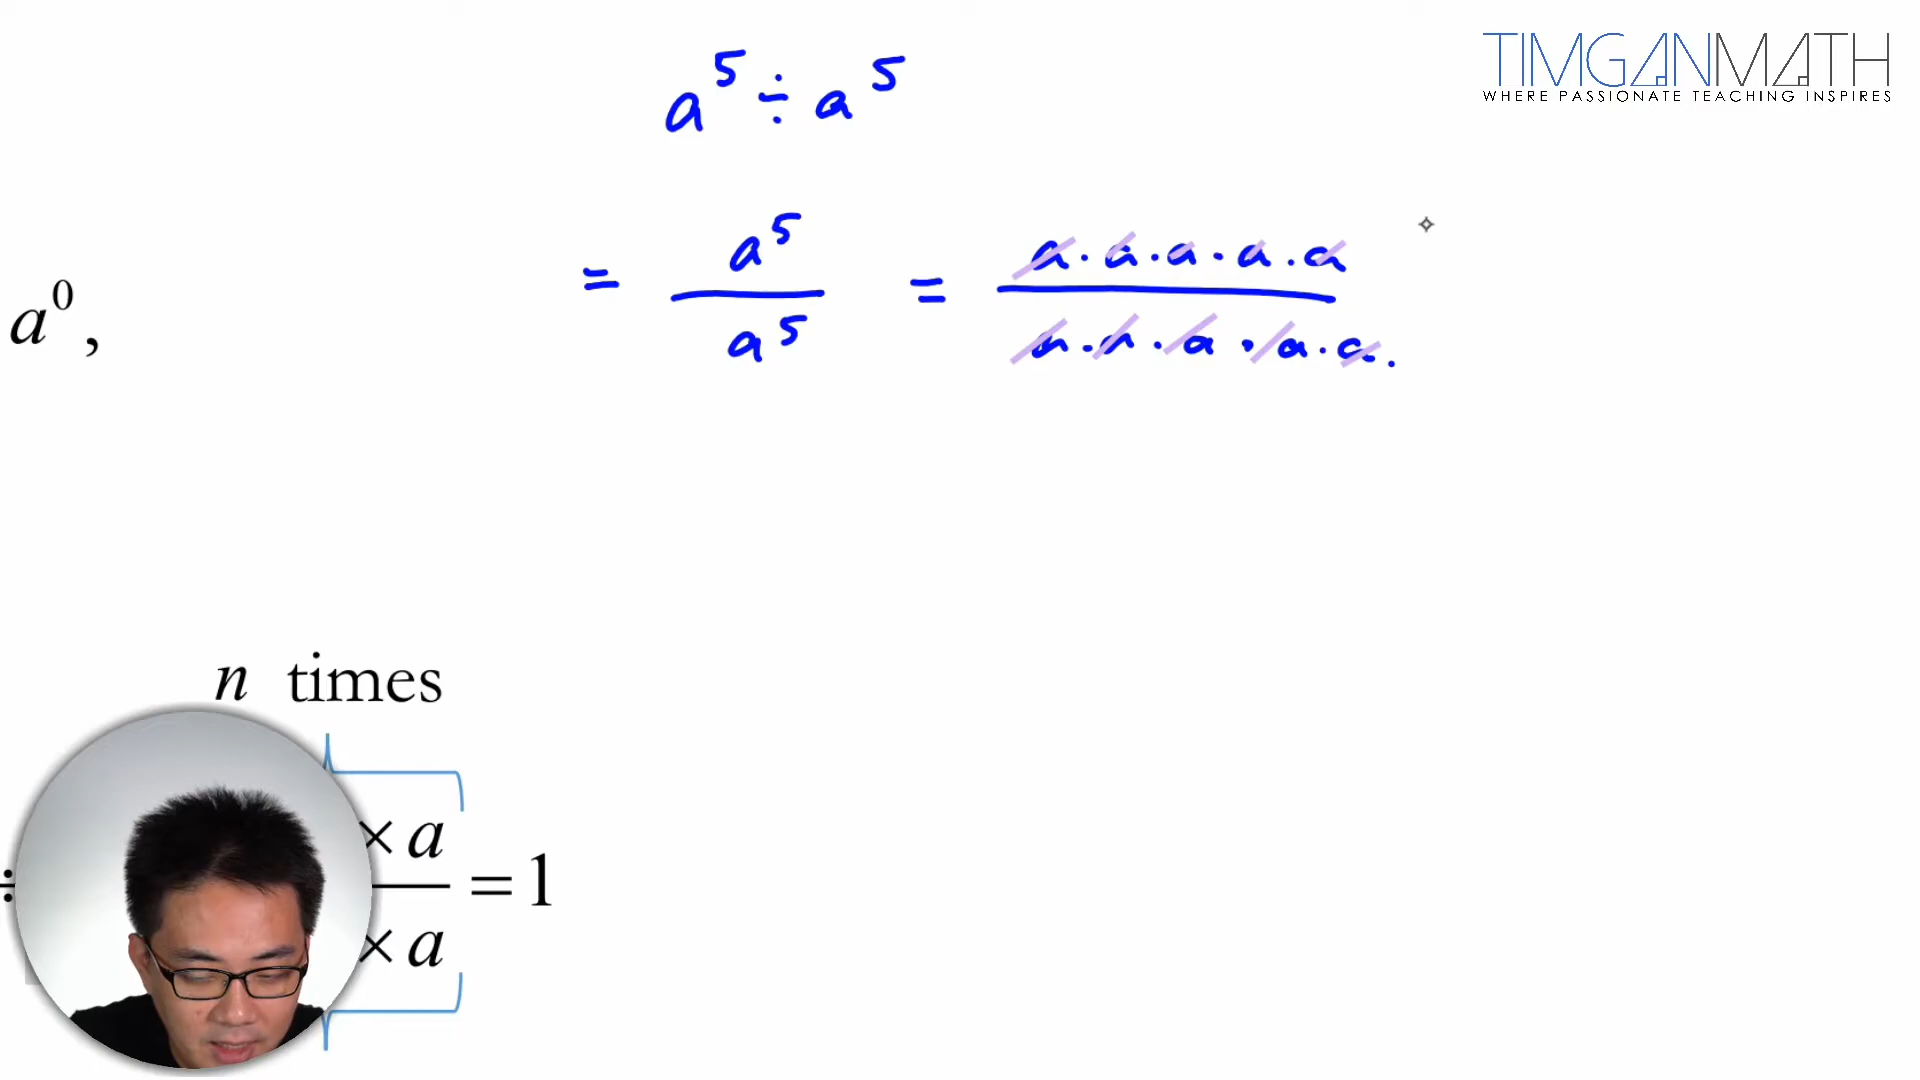 TIMGANMATH
WHERE PASSIONATE TEACHING INSPIRES
a⁵ ÷ a⁵
= a⁵/a⁵ = a·a·a·a·a/a·a·a·a·a.
a⁰,
n times
÷ × a/× a = 1